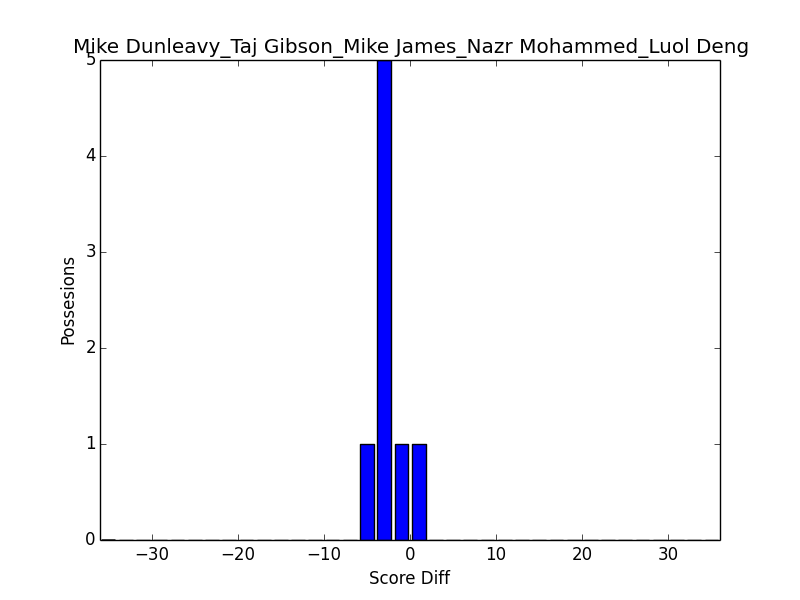 Mike Dunleavy_Taj Gibson_Mike James_Nazr Mohammed_Luol Deng
5
4
3
2
1
0
Possesions
−30 −20 −10 0 10 20 30
Score Diff